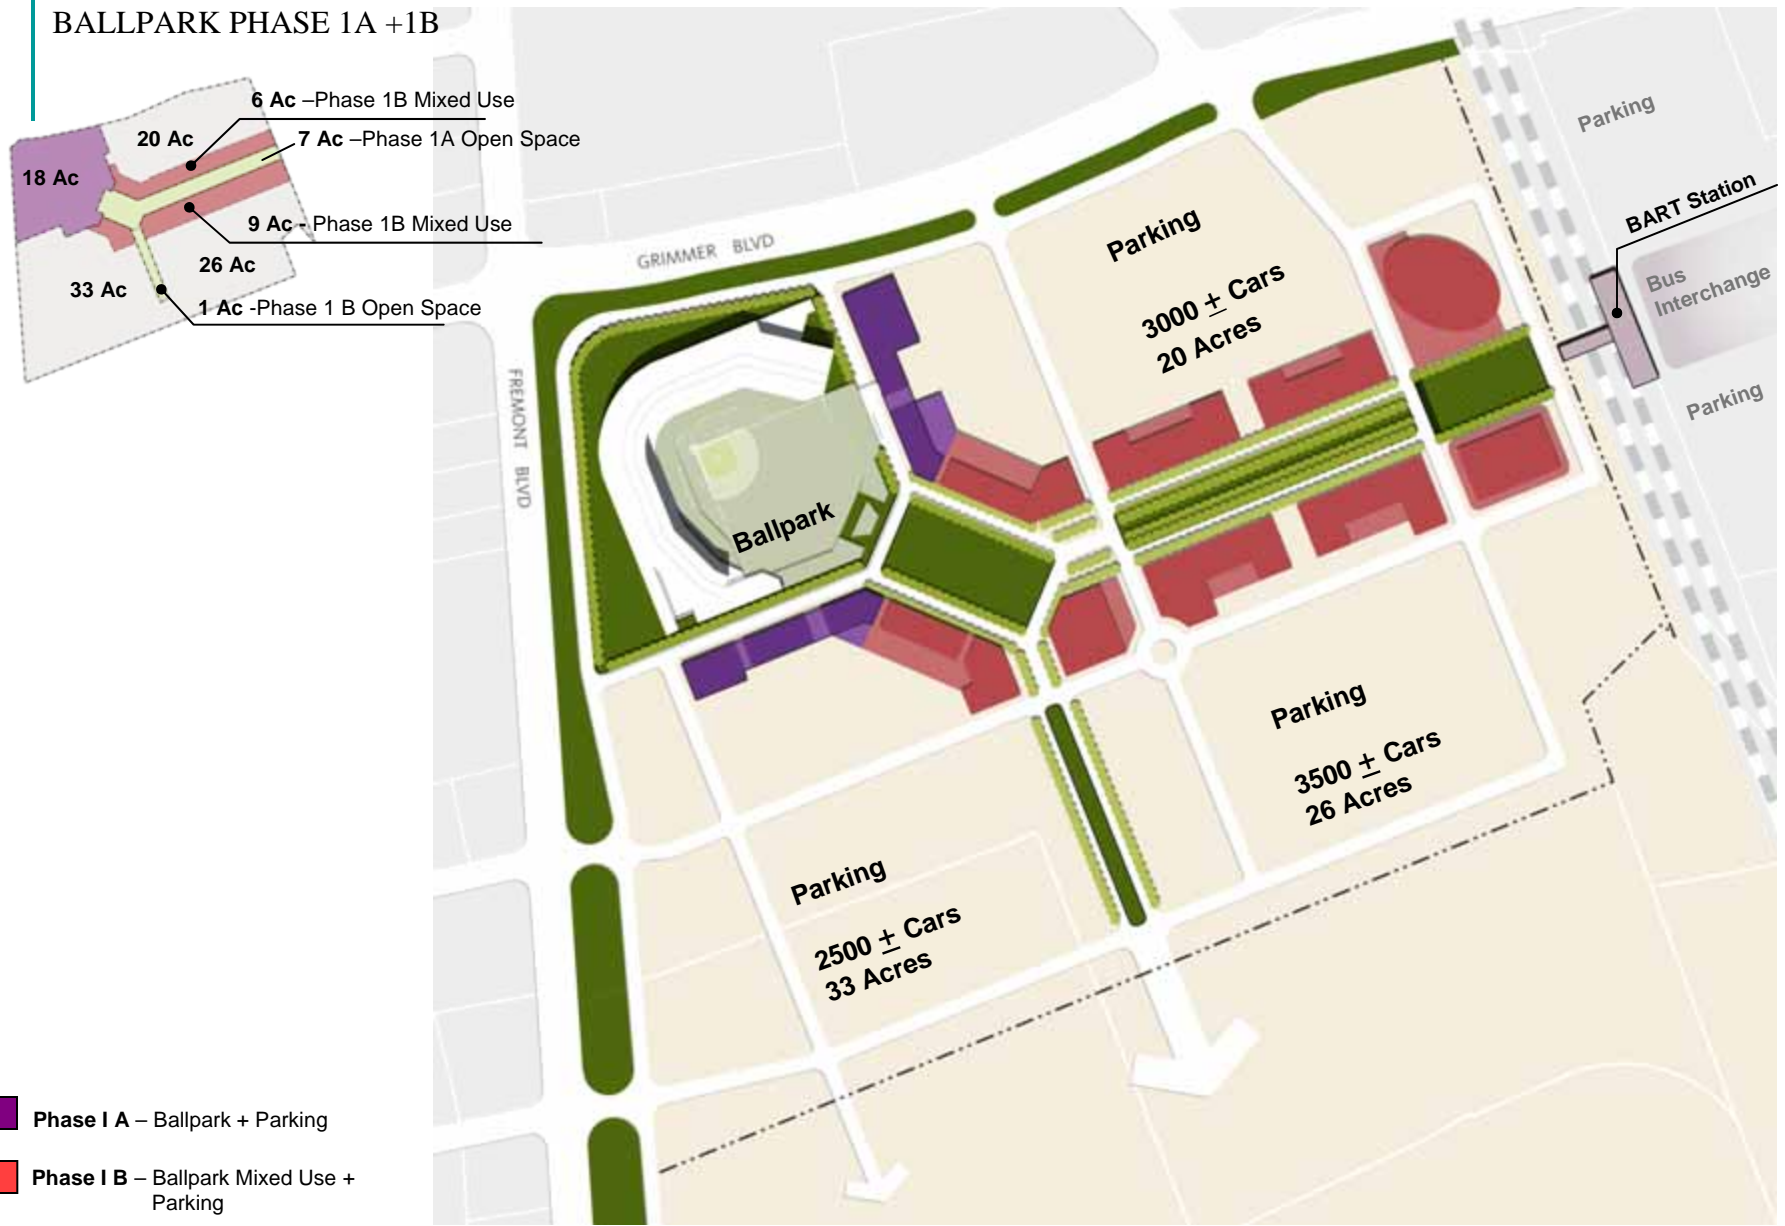 BALLPARK PHASE 1A +1B
6 Ac –Phase 1B Mixed Use
20 Ac
7 Ac –Phase 1A Open Space
18 Ac
9 Ac - Phase 1B Mixed Use
26 Ac
33 Ac
1 Ac -Phase 1 B Open Space
GRIMMER BLVD
FREMONT BLVD
Parking
3000 ± Cars
20 Acres
Parking
BART Station
Bus
Interchange
Parking
Ballpark
Parking
3500 ± Cars
26 Acres
Parking
2500 ± Cars
33 Acres
Phase I A – Ballpark + Parking
Phase I B – Ballpark Mixed Use +
Parking